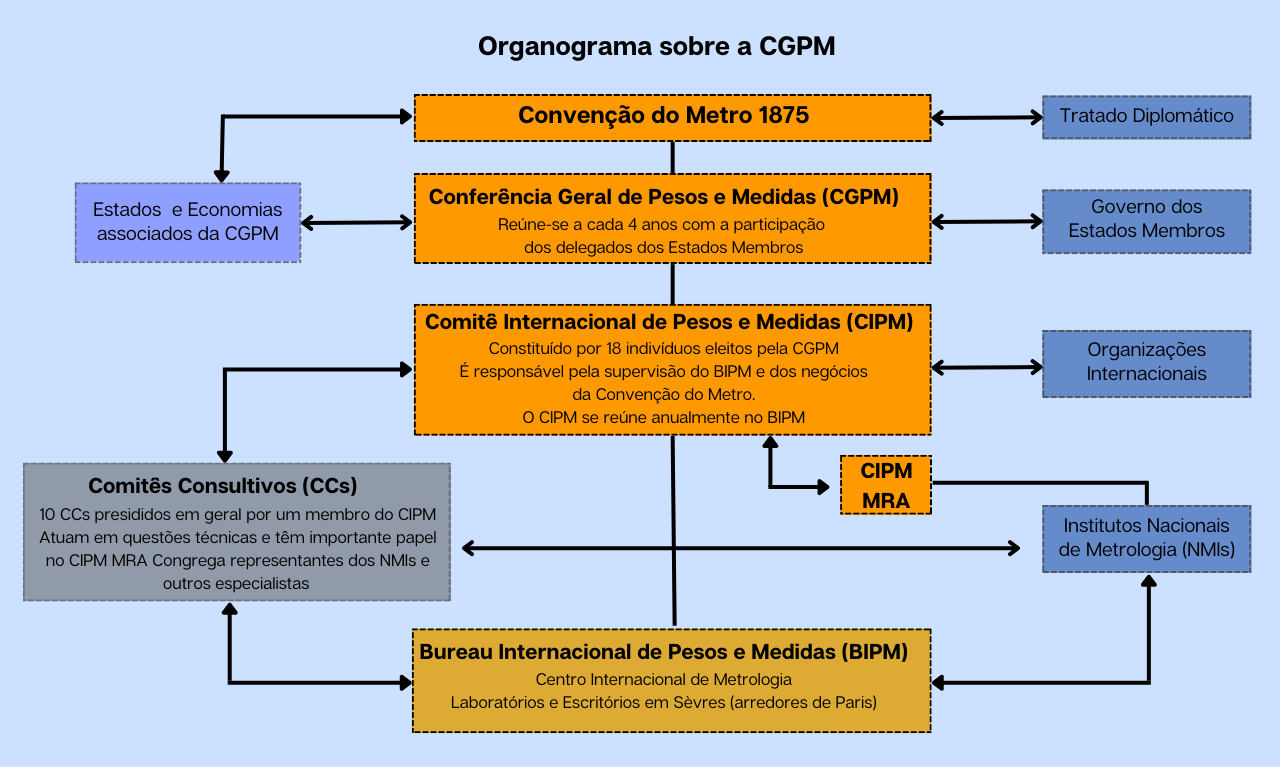 Organograma sobre a CGPM
Convenção do Metro 1875
Tratado Diplomático
Estados e Economias
associados da CGPM
Conferência Geral de Pesos e Medidas (CGPM)
Reúne-se a cada 4 anos com a participação
dos delegados dos Estados Membros
Governo dos
Estados Membros
Comitê Internacional de Pesos e Medidas (CIPM)
Constituído por 18 indivíduos eleitos pela CGPM
É responsável pela supervisão do BIPM e dos negócios
da Convenção do Metro.
O CIPM se reúne anualmente no BIPM
Organizações
Internacionais
CIPM
MRA
Comitês Consultivos (CCs)
10 CCs presididos em geral por um membro do CIPM
Atuam em questões técnicas e têm importante papel
no CIPM MRA Congrega representantes dos NMIs e
outros especialistas
Institutos Nacionais
de Metrologia (NMIs)
Bureau Internacional de Pesos e Medidas (BIPM)
Centro Internacional de Metrologia
Laboratórios e Escritórios em Sèvres (arredores de Paris)